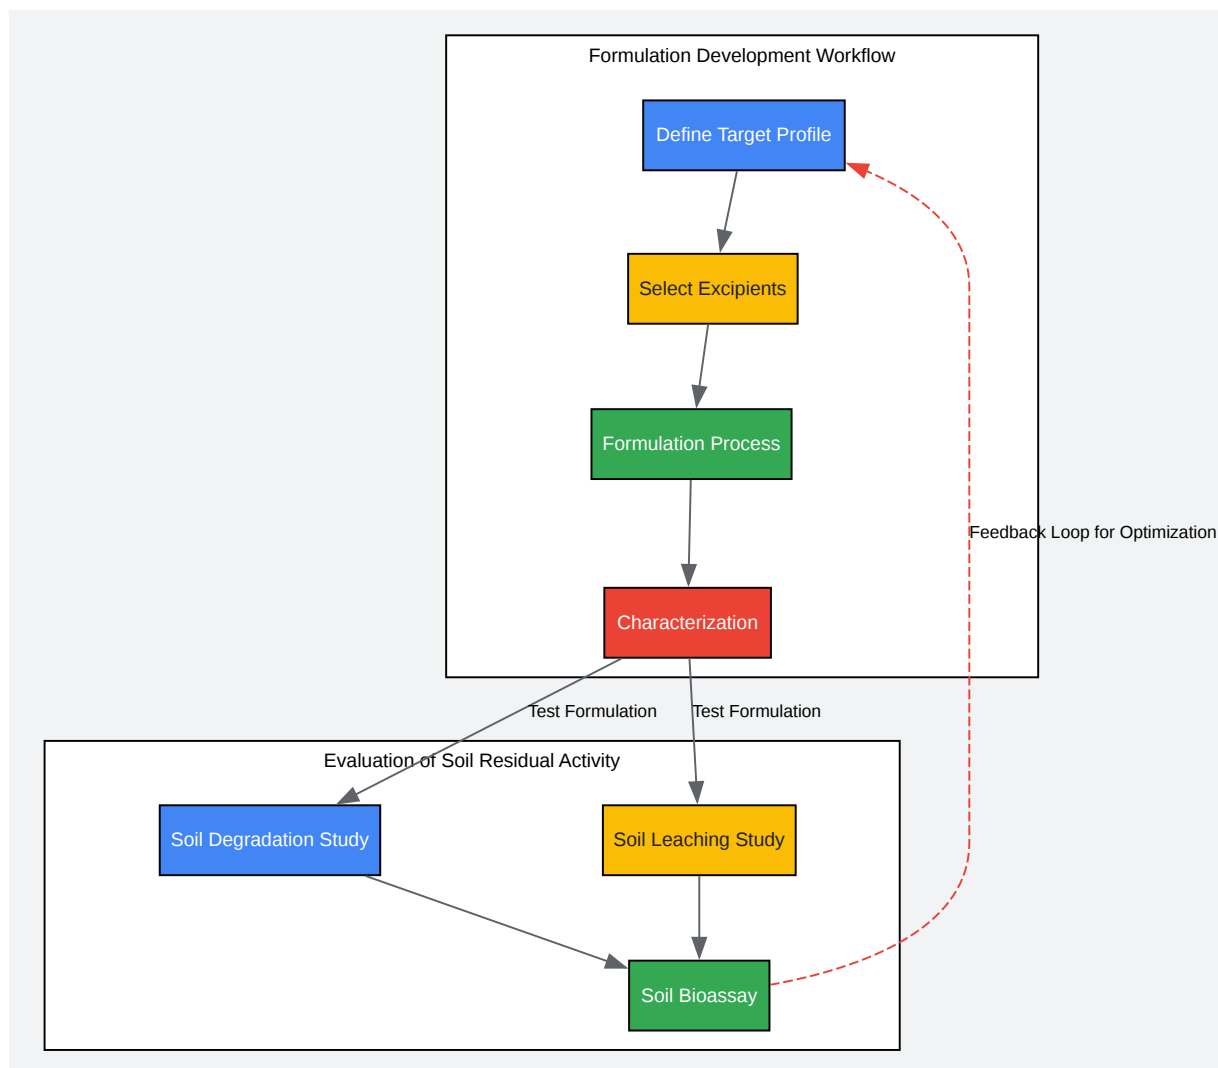 Formulation Development Workflow
Define Target Profile
Select Excipients
Formulation Process
Feedback Loop for Optimization
Characterization
Test Formulation
Test Formulation
Evaluation of Soil Residual Activity
Soil Degradation Study
Soil Leaching Study
Soil Bioassay